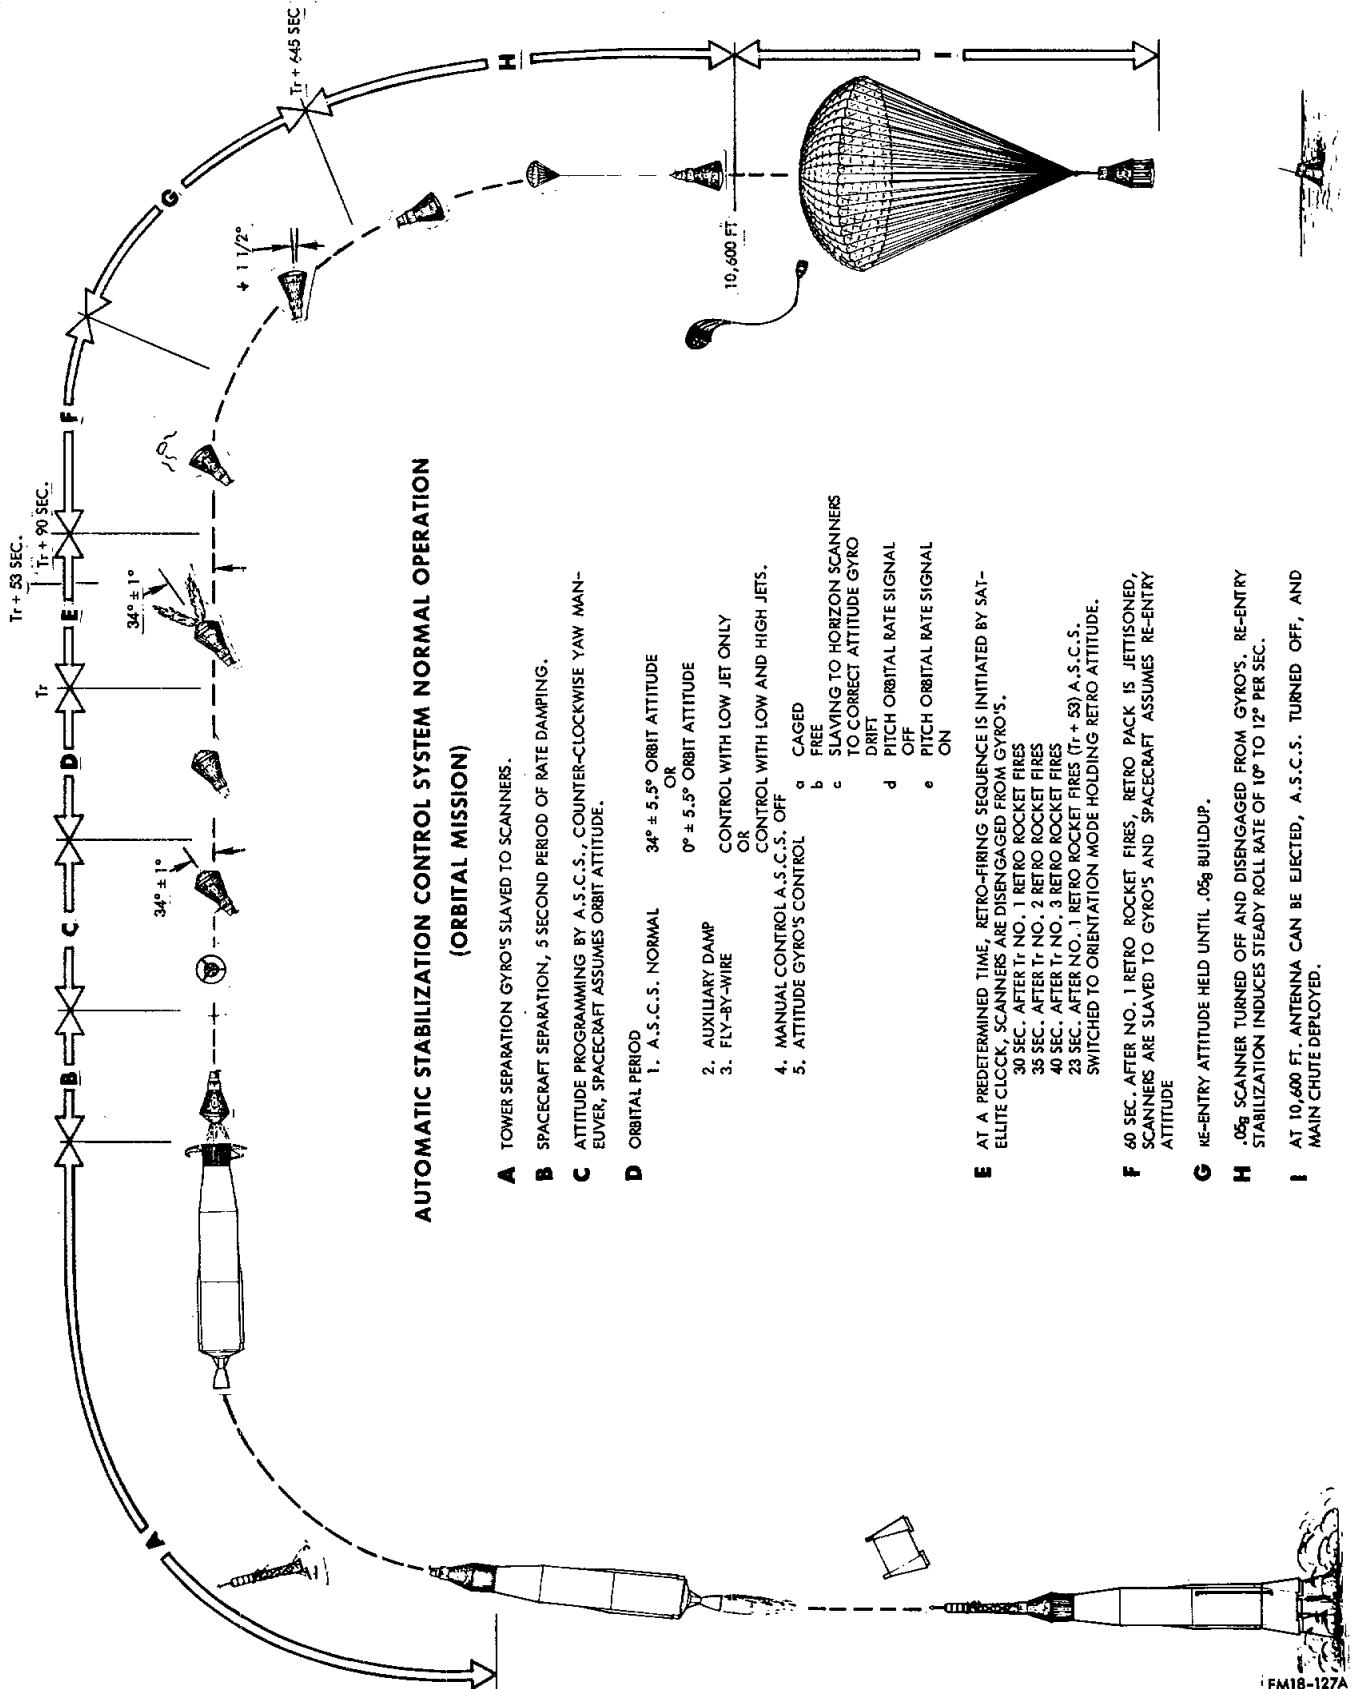 Tr + 53 SEC.
Tr + 90 SEC.
Tr
Tr + 645 SEC
A
B
C
D
E
F
G
H
I
34° ± 1°
34° ± 1°
+ 1 1/2°
10,600 FT
AUTOMATIC STABILIZATION CONTROL SYSTEM NORMAL OPERATION
(ORBITAL MISSION)
A TOWER SEPARATION GYRO'S SLAVED TO SCANNERS.
B SPACECRAFT SEPARATION, 5 SECOND PERIOD OF RATE DAMPING.
C ATTITUDE PROGRAMMING BY A.S.C.S., COUNTER-CLOCKWISE YAW MAN-
EUVER, SPACECRAFT ASSUMES ORBIT ATTITUDE.
D ORBITAL PERIOD
1. A.S.C.S. NORMAL 34° ± 5.5° ORBIT ATTITUDE
OR
0° ± 5.5° ORBIT ATTITUDE
2. AUXILIARY DAMP
3. FLY-BY-WIRE CONTROL WITH LOW JET ONLY
OR
CONTROL WITH LOW AND HIGH JETS.
4. MANUAL CONTROL A.S.C.S. OFF
5. ATTITUDE GYRO'S CONTROL a CAGED
b FREE
c SLAVING TO HORIZON SCANNERS
TO CORRECT ATTITUDE GYRO
DRIFT
d PITCH ORBITAL RATE SIGNAL
OFF
e PITCH ORBITAL RATE SIGNAL
ON
E AT A PREDETERMINED TIME, RETRO-FIRING SEQUENCE IS INITIATED BY SAT-
ELLITE CLOCK, SCANNERS ARE DISENGAGED FROM GYRO'S.
30 SEC. AFTER Tr NO. 1 RETRO ROCKET FIRES
35 SEC. AFTER Tr NO. 2 RETRO ROCKET FIRES
40 SEC. AFTER Tr NO. 3 RETRO ROCKET FIRES
23 SEC. AFTER NO. 1 RETRO ROCKET FIRES (Tr + 53) A.S.C.S.
SWITCHED TO ORIENTATION MODE HOLDING RETRO ATTITUDE.
F 60 SEC. AFTER NO. 1 RETRO ROCKET FIRES, RETRO PACK IS JETTISONED,
SCANNERS ARE SLAVED TO GYRO'S AND SPACECRAFT ASSUMES RE-ENTRY
ATTITUDE
G RE-ENTRY ATTITUDE HELD UNTIL .05g BUILDUP.
H .05g SCANNER TURNED OFF AND DISENGAGED FROM GYRO'S. RE-ENTRY
STABILIZATION INDUCES STEADY ROLL RATE OF 10° TO 12° PER SEC.
I AT 10,600 FT. ANTENNA CAN BE EJECTED, A.S.C.S. TURNED OFF, AND
MAIN CHUTE DEPLOYED.
FM18-127A